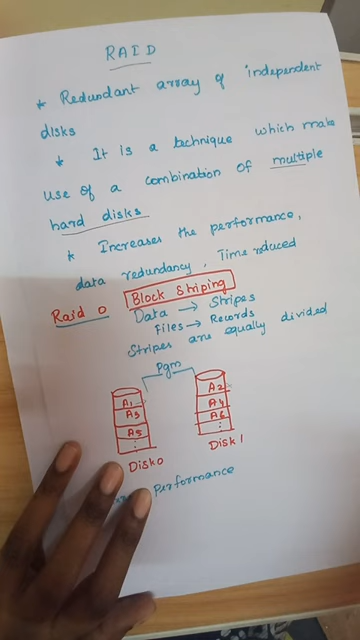 RAID
* Redundant array of independent
disks
* It is a technique which make
use of a combination of multiple
hard disks
* Increases the performance,
data redundancy, Time reduced
Raid 0 Block Striping
Data → Stripes
Files → Records
Stripes are equally divided
Pgm
A1 A2
A3 A4
A5 A6
Disk0 Disk1
Performance